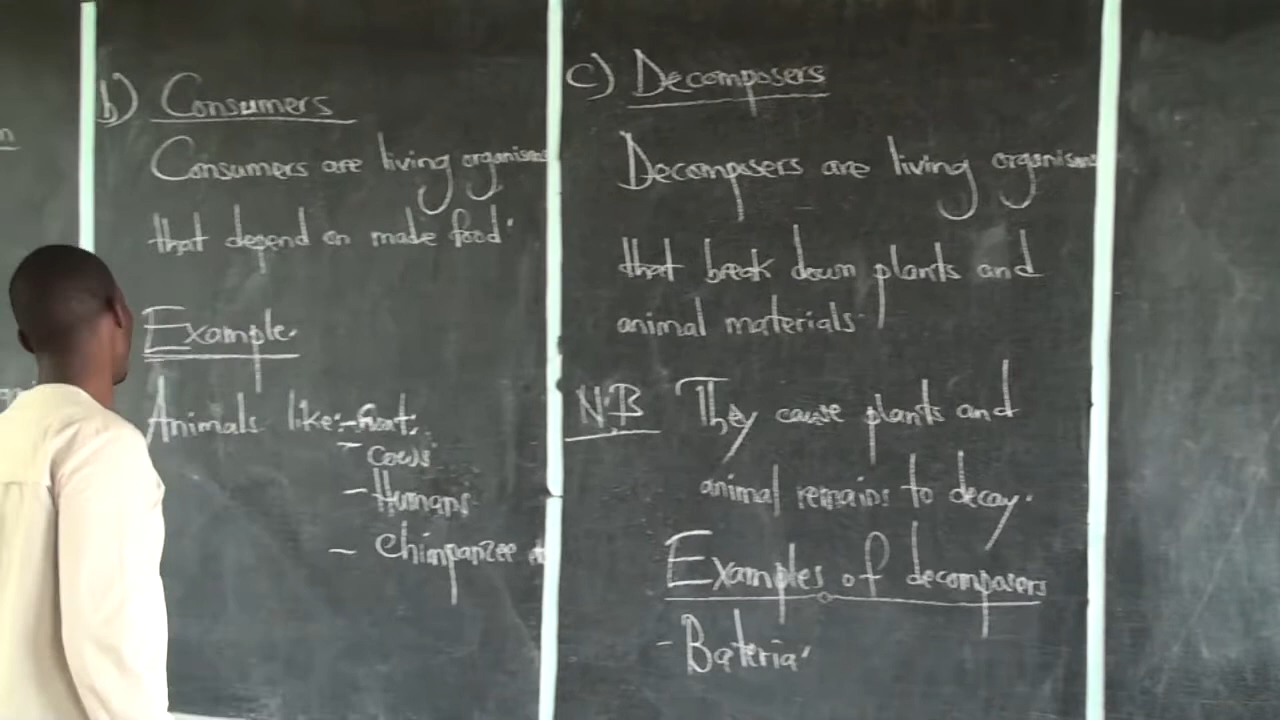 b) Consumers
Consumers are living organisms
that depend on made food.
Example.
Animals like:- Goat.
- Cows
- Humans
- Chimpanzee
c) Decomposers
Decomposers are living organisms
that break down plants and
animal materials.
N.B They cause plants and
animal remains to decay.
Examples of decomposers
- Bateria.